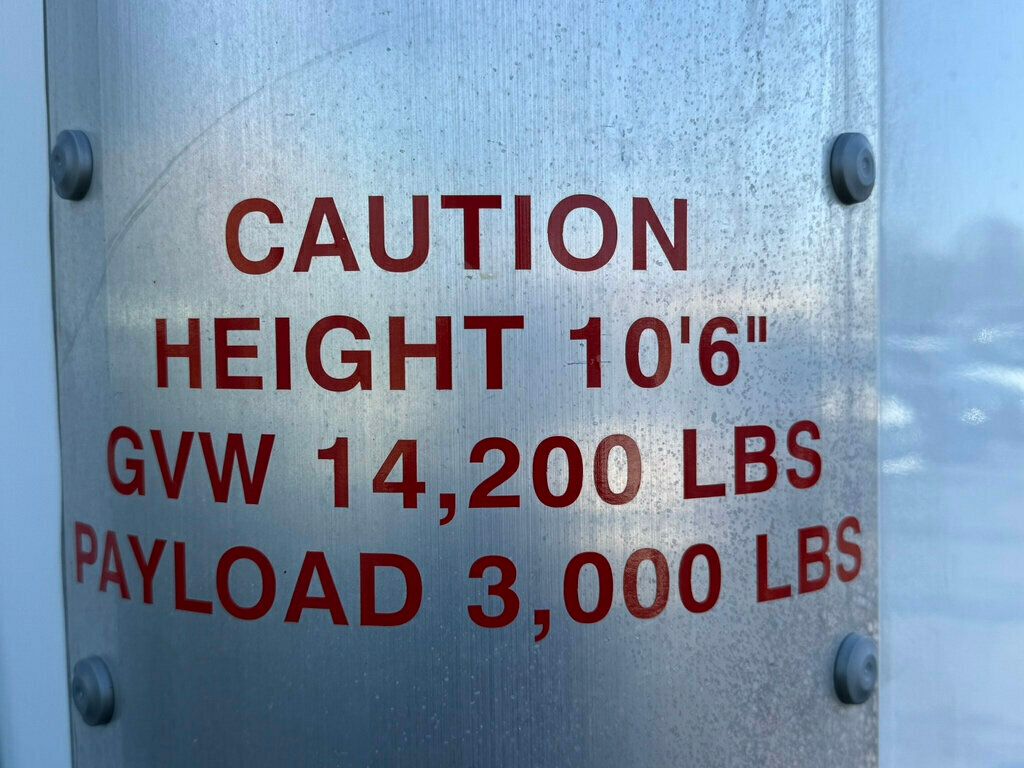 CAUTION
HEIGHT 10'6"
GVW 14,200 LBS
PAYLOAD 3,000 LBS